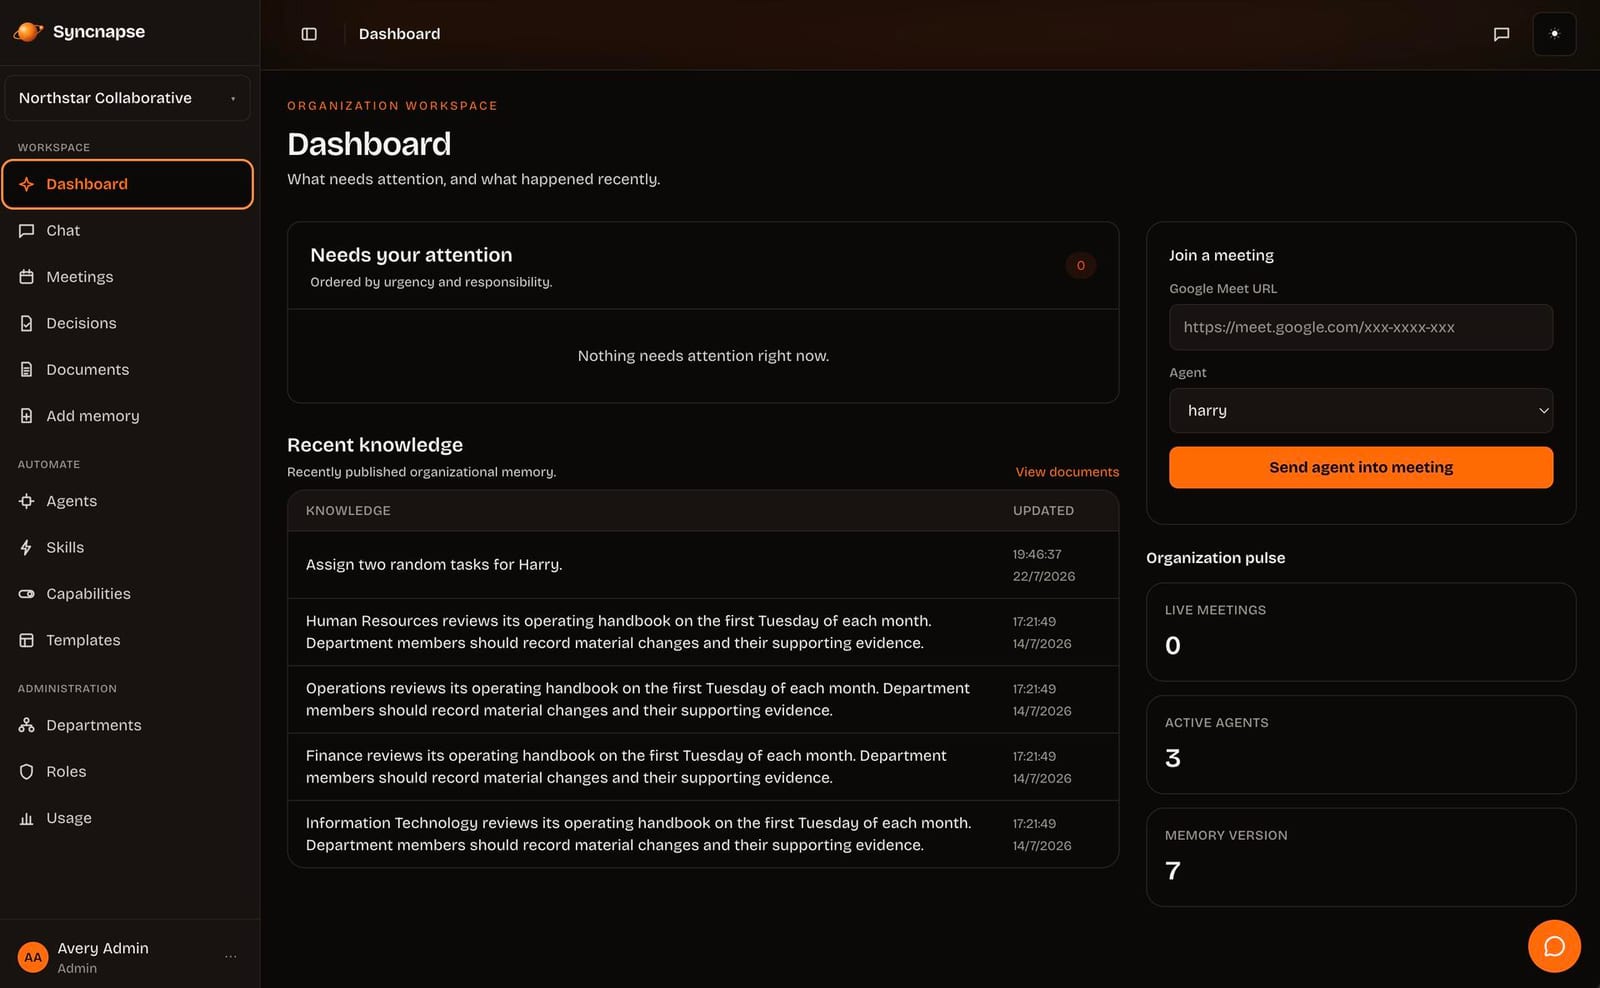 Syncnapse
Northstar Collaborative
WORKSPACE
Dashboard
Chat
Meetings
Decisions
Documents
Add memory
AUTOMATE
Agents
Skills
Capabilities
Templates
ADMINISTRATION
Departments
Roles
Usage
AA
Avery Admin
Admin
Dashboard
ORGANIZATION WORKSPACE
Dashboard
What needs attention, and what happened recently.
Needs your attention
Ordered by urgency and responsibility.
0
Nothing needs attention right now.
Recent knowledge
Recently published organizational memory.
View documents
KNOWLEDGE
UPDATED
Assign two random tasks for Harry.
19:46:37
22/7/2026
Human Resources reviews its operating handbook on the first Tuesday of each month.
Department members should record material changes and their supporting evidence.
17:21:49
14/7/2026
Operations reviews its operating handbook on the first Tuesday of each month. Department
members should record material changes and their supporting evidence.
17:21:49
14/7/2026
Finance reviews its operating handbook on the first Tuesday of each month. Department
members should record material changes and their supporting evidence.
17:21:49
14/7/2026
Information Technology reviews its operating handbook on the first Tuesday of each month.
Department members should record material changes and their supporting evidence.
17:21:49
14/7/2026
Join a meeting
Google Meet URL
https://meet.google.com/xxx-xxxx-xxx
Agent
harry
Send agent into meeting
Organization pulse
LIVE MEETINGS
0
ACTIVE AGENTS
3
MEMORY VERSION
7